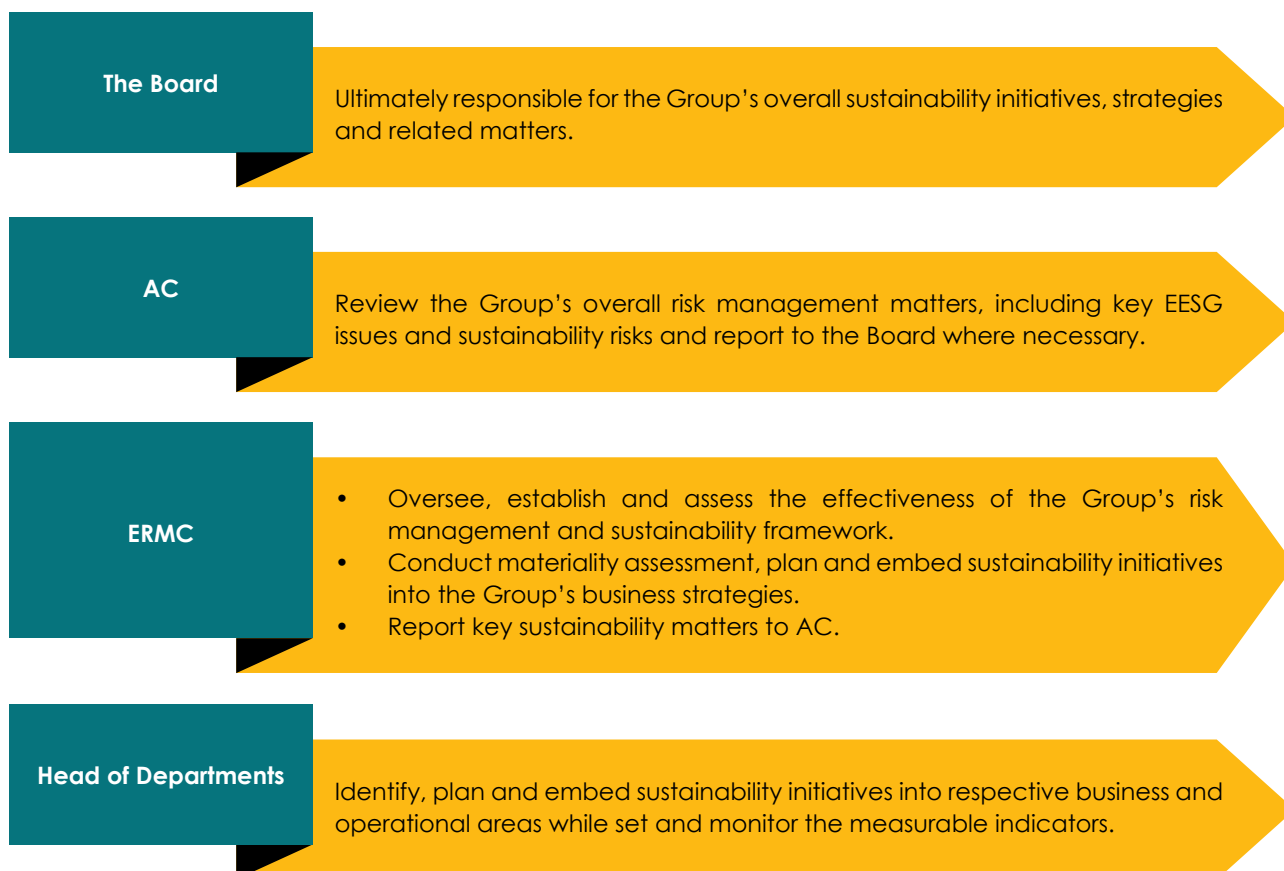 The Board
Ultimately responsible for the Group’s overall sustainability initiatives, strategies
and related matters.
AC
Review the Group’s overall risk management matters, including key EESG
issues and sustainability risks and report to the Board where necessary.
ERMC
• Oversee, establish and assess the effectiveness of the Group’s risk
management and sustainability framework.
• Conduct materiality assessment, plan and embed sustainability initiatives
into the Group’s business strategies.
• Report key sustainability matters to AC.
Head of Departments
Identify, plan and embed sustainability initiatives into respective business and
operational areas while set and monitor the measurable indicators.